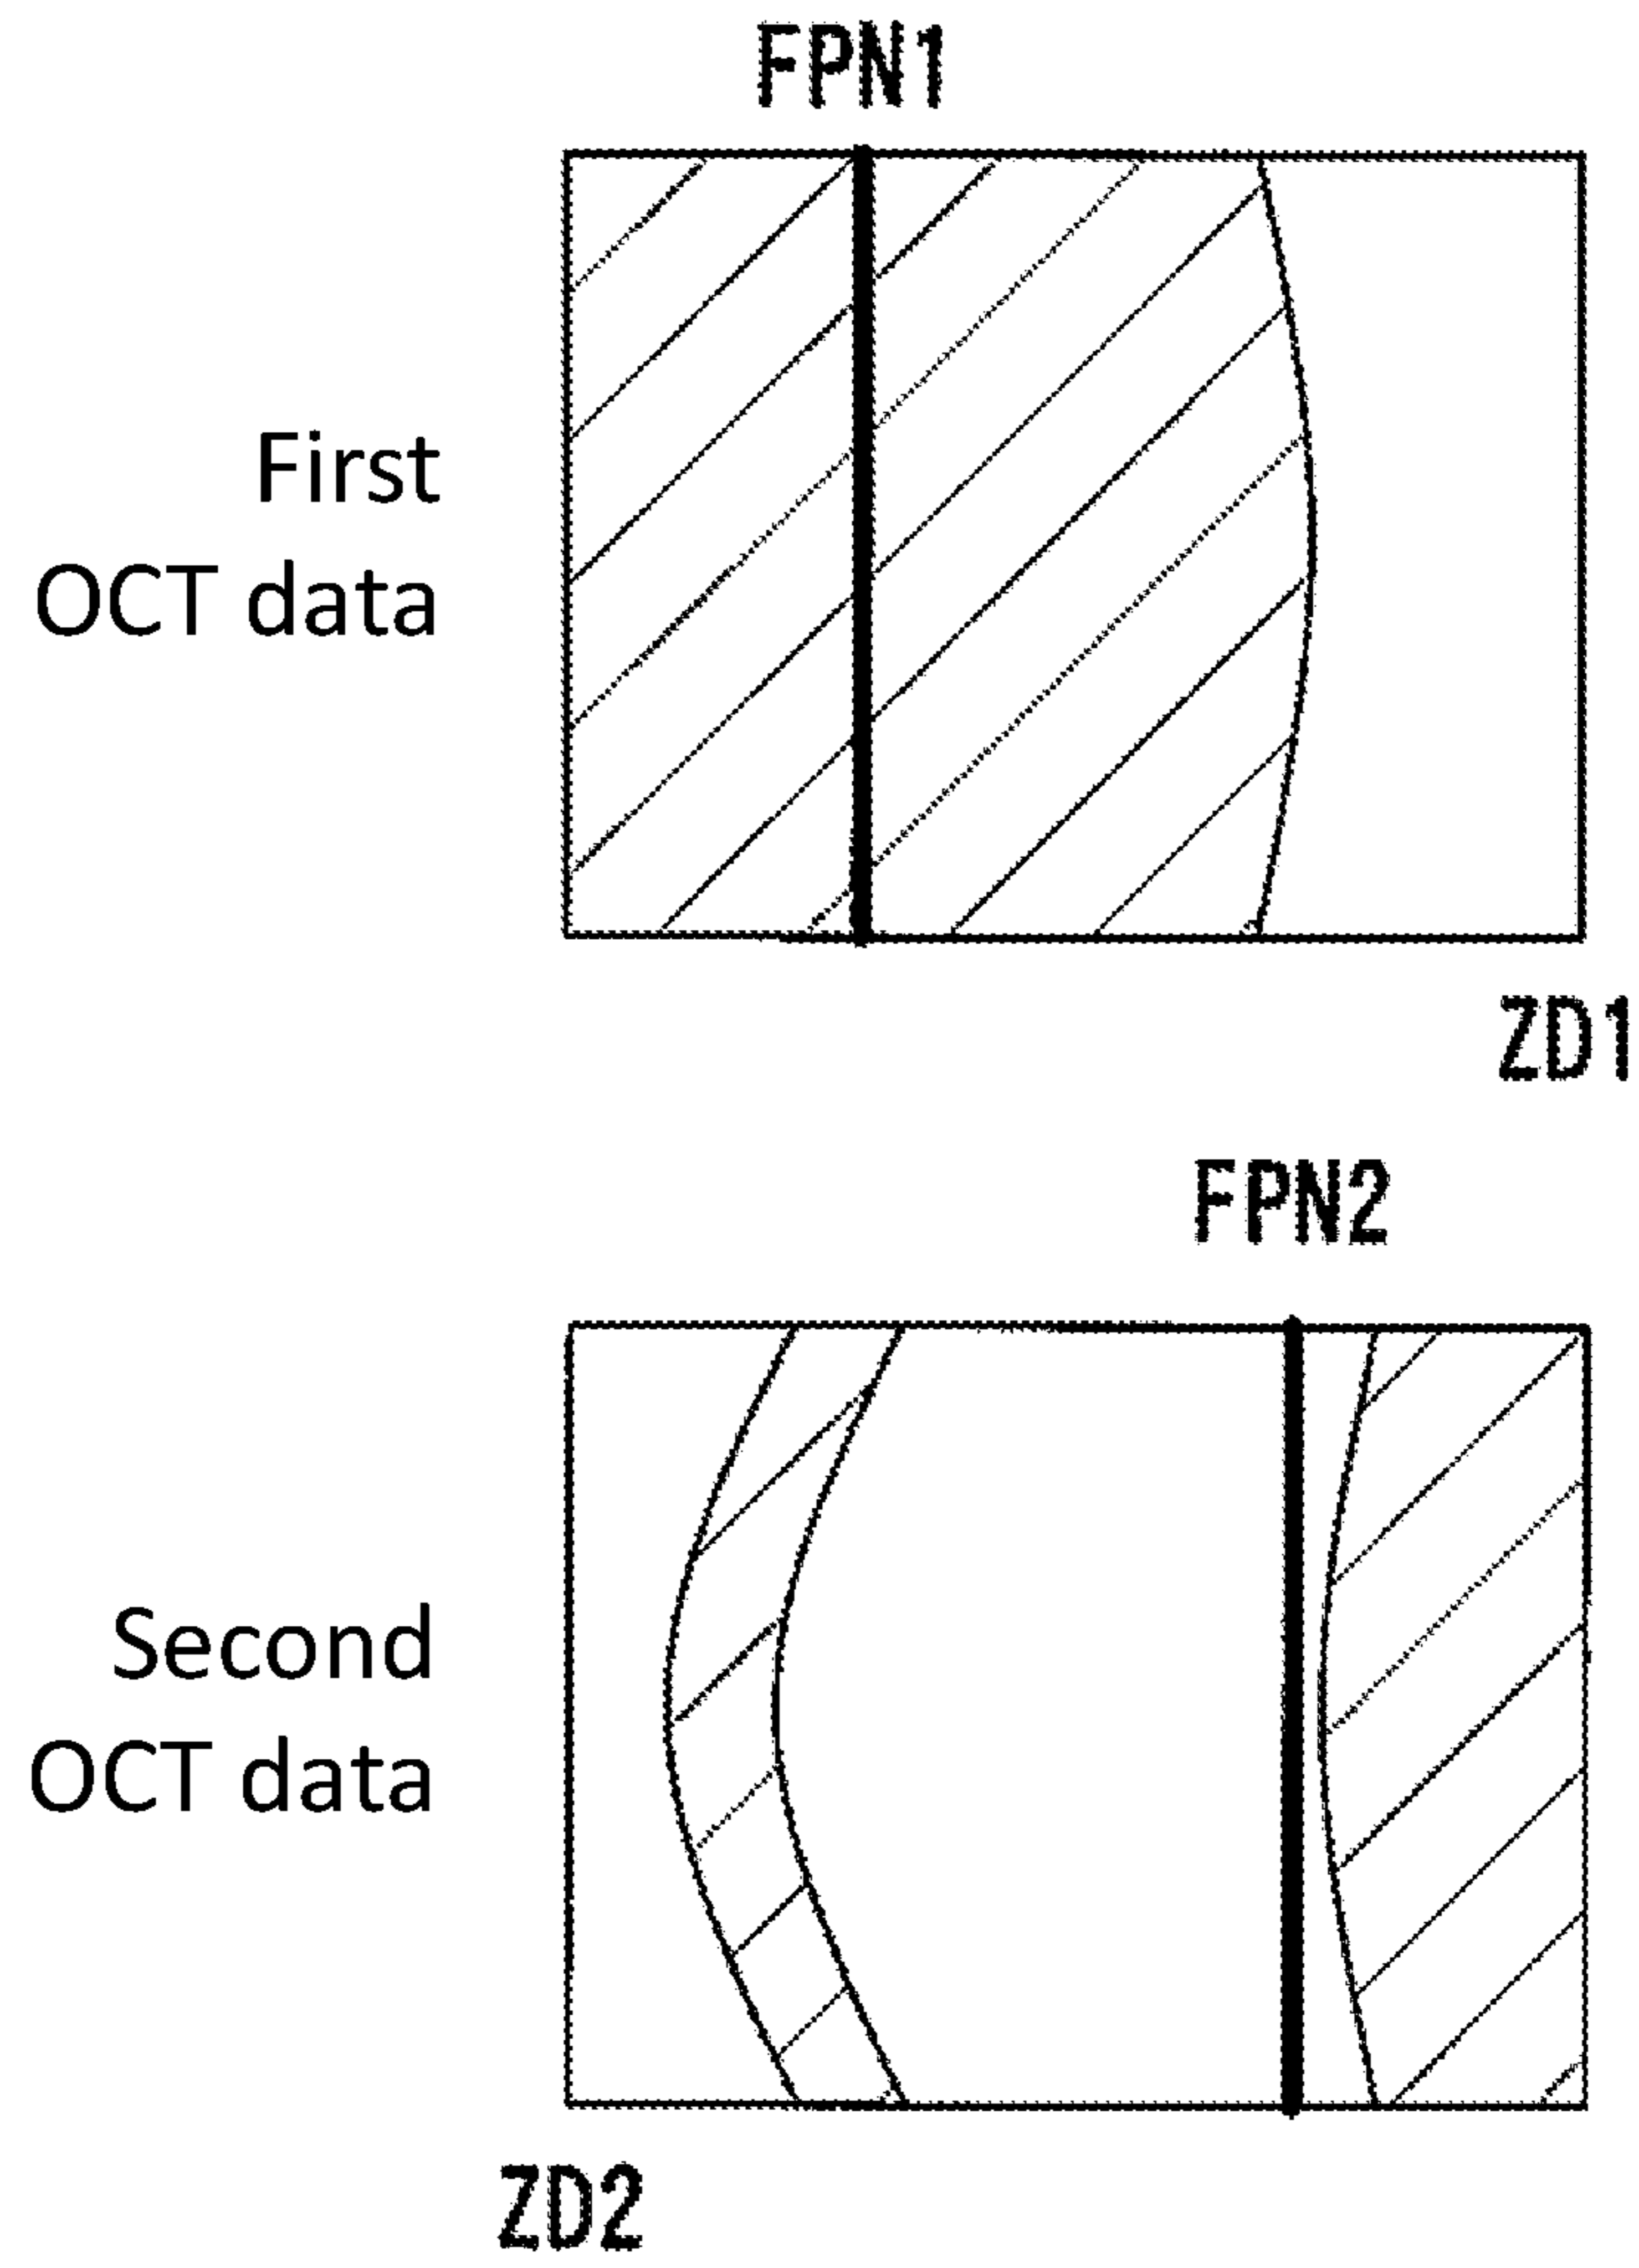 FPN1
First
OCT data
ZD1
FPN2
Second
OCT data
ZD2